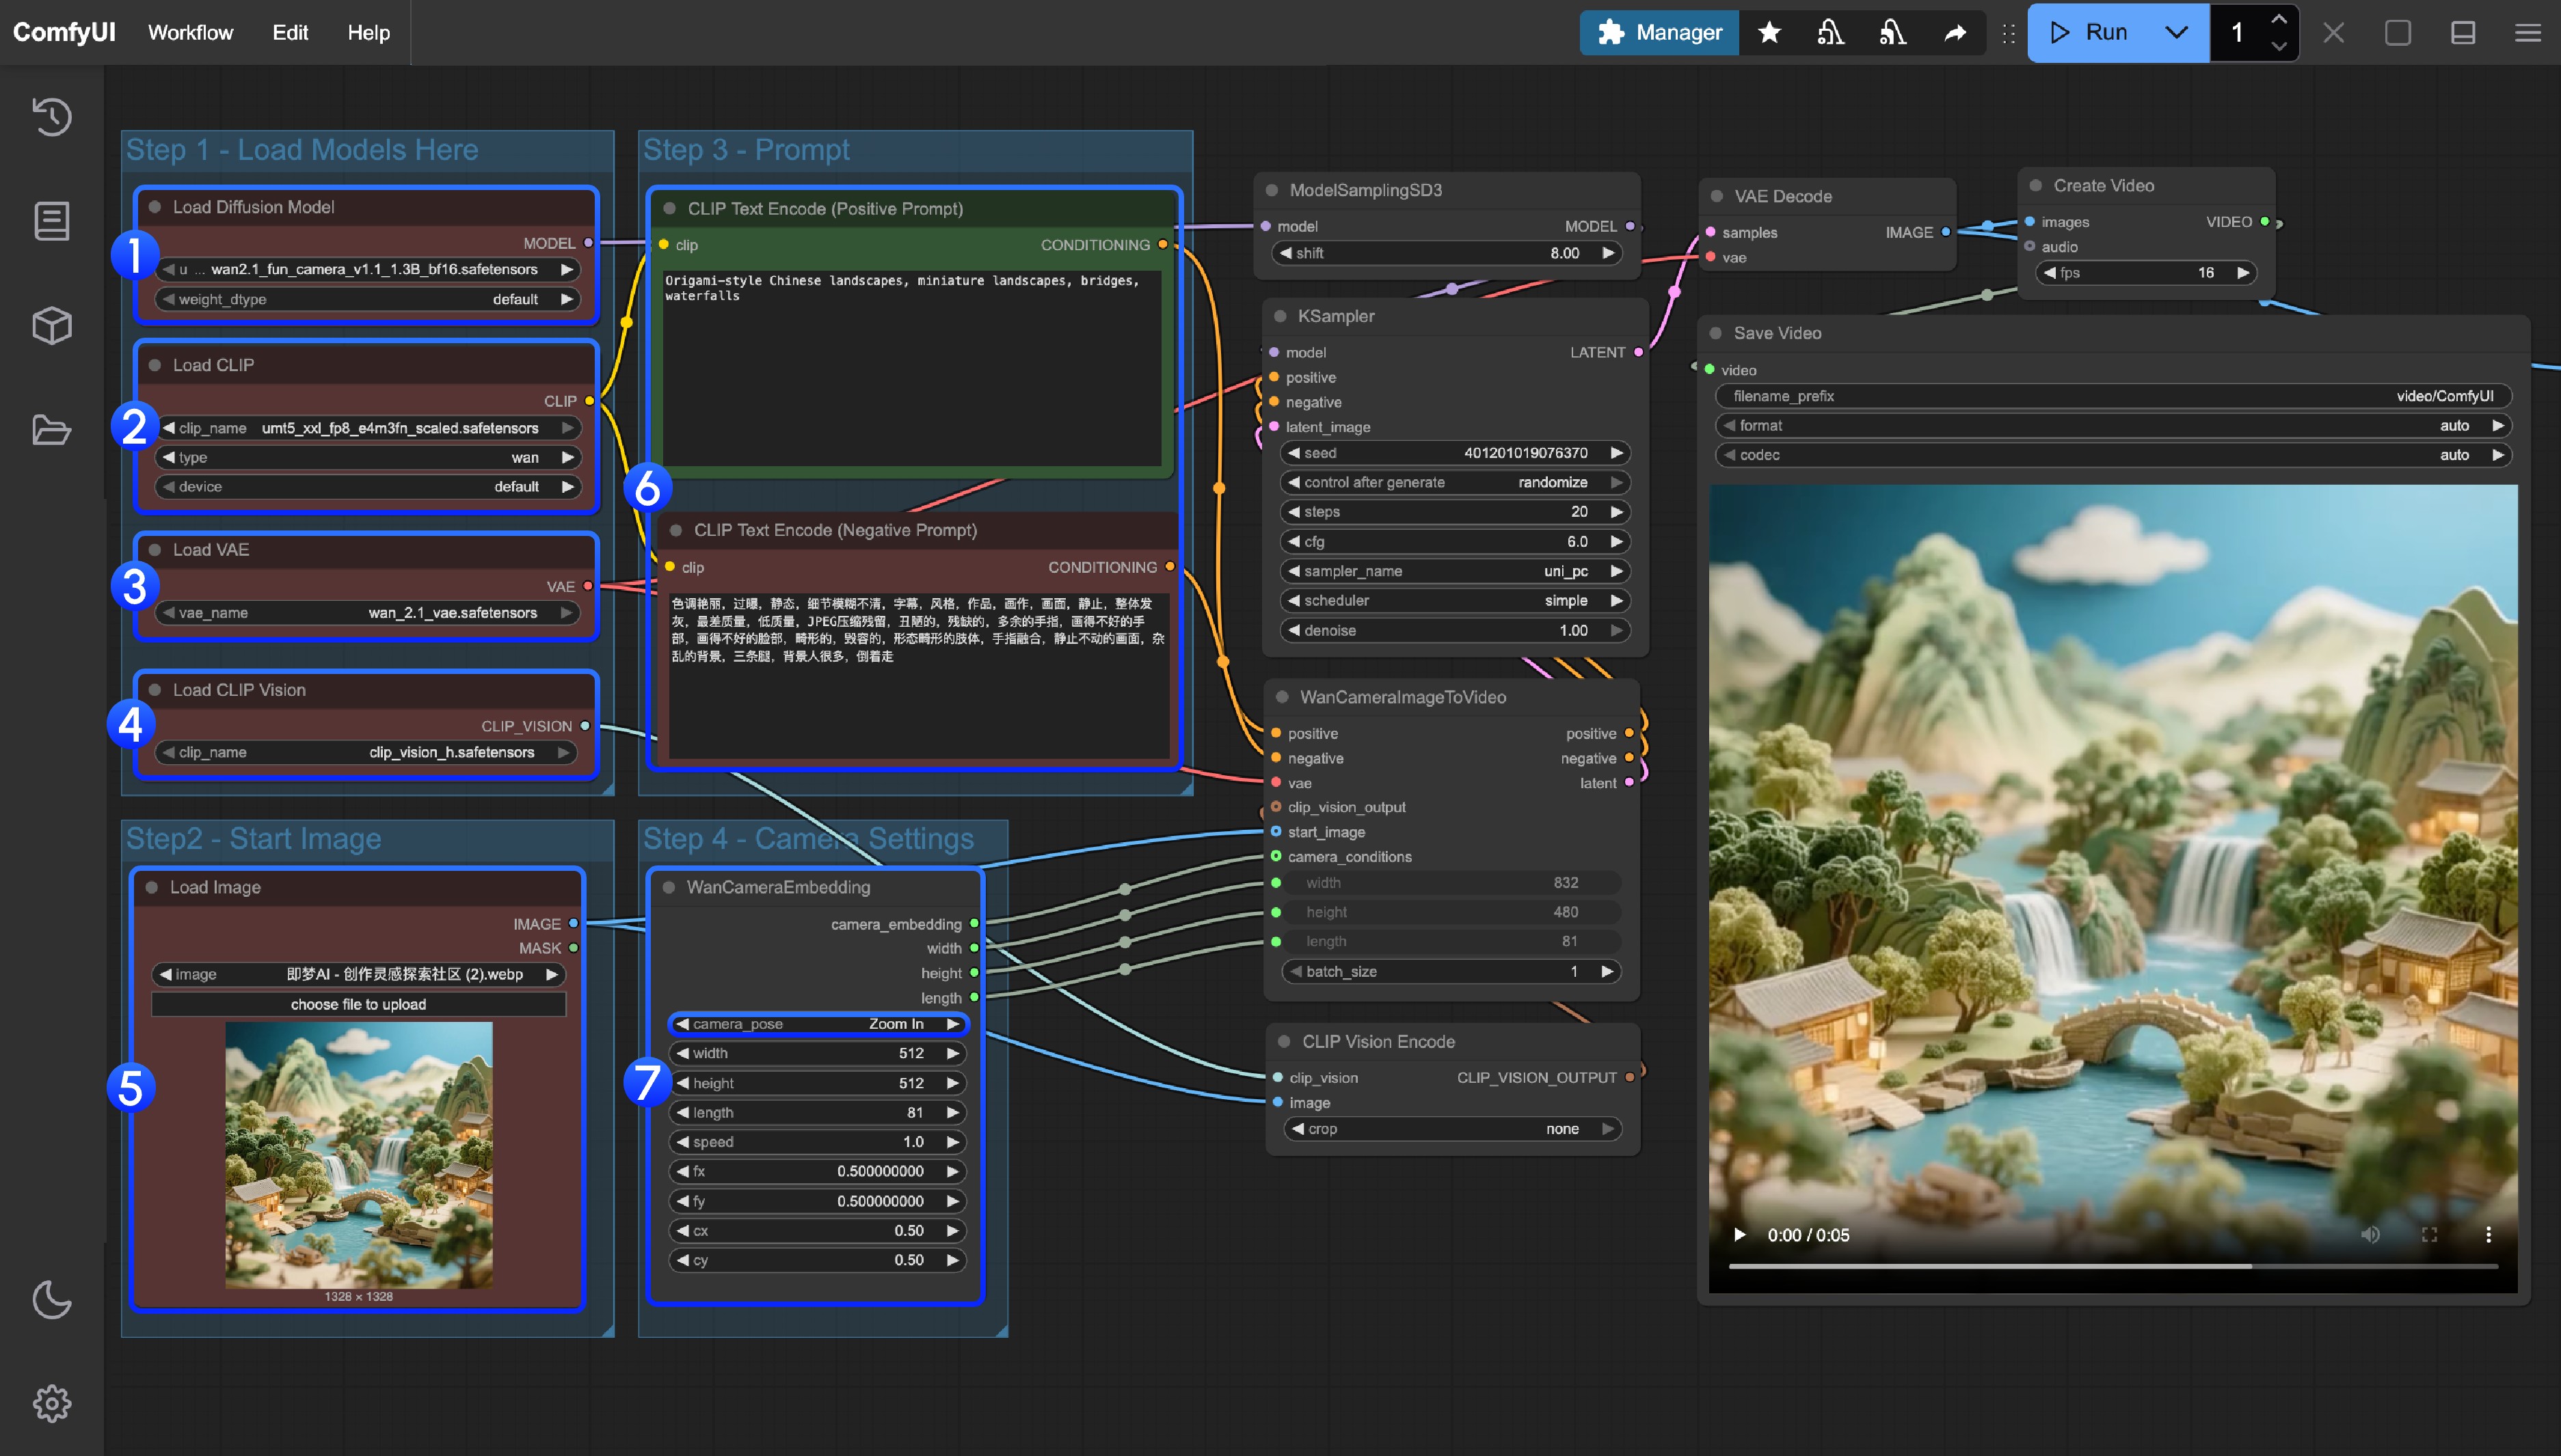 ComfyUI
Workflow
Edit
Help
Manager
Run
1
Step 1 - Load Models Here
Load Diffusion Model
MODEL
1
u ... wan2.1_fun_camera_v1.1_1.3B_bf16.safetensors
weight_dtype default
Load CLIP
CLIP
2
clip_name umt5_xxl_fp8_e4m3fn_scaled.safetensors
type wan
device default
Load VAE
VAE
3
vae_name wan_2.1_vae.safetensors
Load CLIP Vision
CLIP_VISION
4
clip_name clip_vision_h.safetensors
Step2 - Start Image
Load Image
IMAGE
MASK
image 即梦AI - 创作灵感探索社区 (2).webp
choose file to upload
5
1328 × 1328
Step 3 - Prompt
CLIP Text Encode (Positive Prompt)
clip CONDITIONING
Origami-style Chinese landscapes, miniature landscapes, bridges,
waterfalls
6
CLIP Text Encode (Negative Prompt)
clip CONDITIONING
色调艳丽，过曝，静态，细节模糊不清，字幕，风格，作品，画作，画面，静止，整体发
灰，最差质量，低质量，JPEG压缩残留，丑陋的，残缺的，多余的手指，画得不好的手
部，画得不好的脸部，畸形的，毁容的，形态畸形的肢体，手指融合，静止不动的画面，杂
乱的背景，三条腿，背景人很多，倒着走
Step 4 - Camera Settings
WanCameraEmbedding
camera_embedding
width
height
length
camera_pose Zoom In
width 512
7
height 512
length 81
speed 1.0
fx 0.500000000
fy 0.500000000
cx 0.50
cy 0.50
ModelSamplingSD3
model MODEL
shift 8.00
KSampler
model LATENT
positive
negative
latent_image
seed 401201019076370
control after generate randomize
steps 20
cfg 6.0
sampler_name uni_pc
scheduler simple
denoise 1.00
WanCameraImageToVideo
positive positive
negative negative
vae latent
clip_vision_output
start_image
camera_conditions
width 832
height 480
length 81
batch_size 1
CLIP Vision Encode
clip_vision CLIP_VISION_OUTPUT
image
crop none
VAE Decode
samples IMAGE
vae
Create Video
images VIDEO
audio
fps 16
Save Video
video
filename_prefix video/ComfyUI
format auto
codec auto
0:00 / 0:05